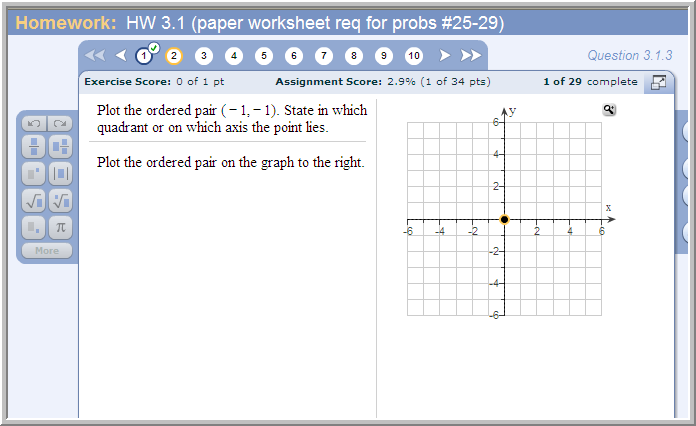 Homework: HW 3.1 (paper worksheet req for probs #25-29)
1 2 3 4 5 6 7 8 9 10
Question 3.1.3
Exercise Score: 0 of 1 pt
Assignment Score: 2.9% (1 of 34 pts)
1 of 29 complete
Plot the ordered pair (−1,−1). State in which
quadrant or on which axis the point lies.
Plot the ordered pair on the graph to the right.
π
More
y
6
4
2
x
-6 -4 -2 2 4 6
-2
-4
-6